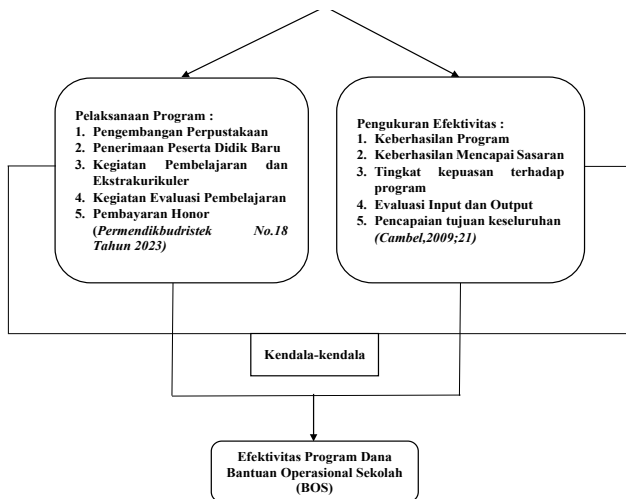 Pelaksanaan Program :
1. Pengembangan Perpustakaan
2. Penerimaan Peserta Didik Baru
3. Kegiatan Pembelajaran dan
Ekstrakurikuler
4. Kegiatan Evaluasi Pembelajaran
5. Pembayaran Honor
(Permendikbudristek No.18
Tahun 2023)
Pengukuran Efektivitas :
1. Keberhasilan Program
2. Keberhasilan Mencapai Sasaran
3. Tingkat kepuasan terhadap
program
4. Evaluasi Input dan Output
5. Pencapaian tujuan keseluruhan
(Cambel,2009;21)
Kendala-kendala
Efektivitas Program Dana
Bantuan Operasional Sekolah
(BOS)